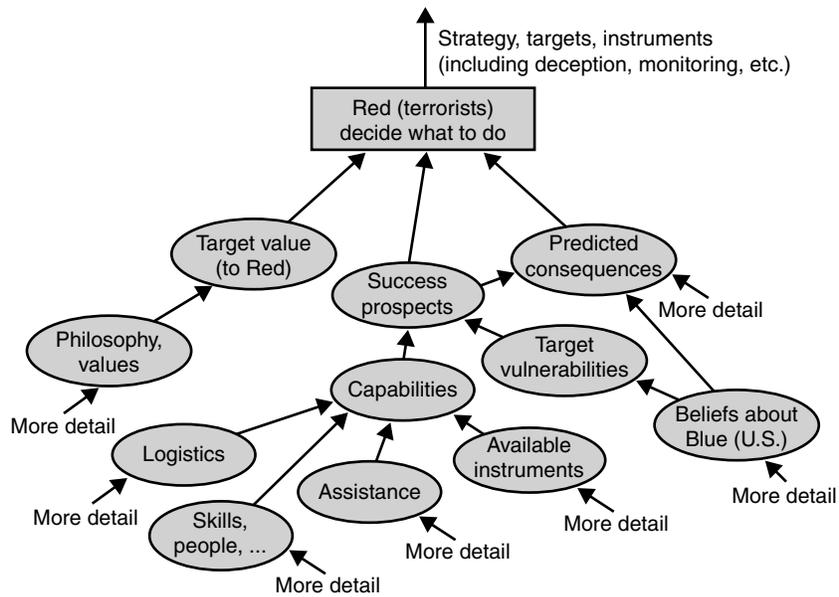 Strategy, targets, instruments
(including deception, monitoring, etc.)
Red (terrorists)
decide what to do
Target value
(to Red)
Predicted
consequences
Success
prospects
More detail
Philosophy,
values
Target
vulnerabilities
Capabilities
More detail
Beliefs about
Blue (U.S.)
Logistics
Available
instruments
Assistance
More detail
More detail
Skills,
people, ...
More detail
More detail
More detail